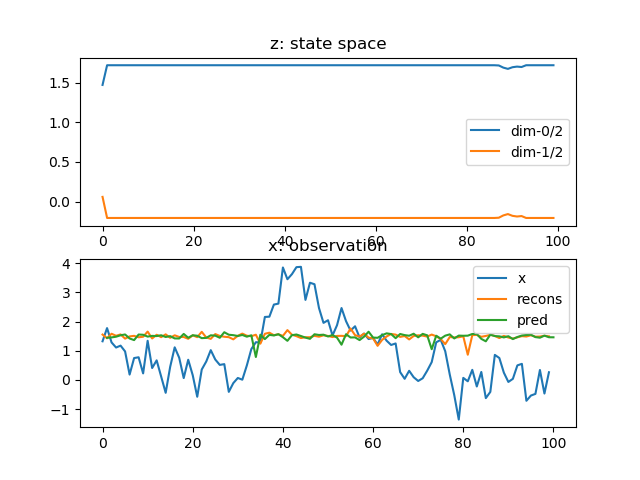 z: state space
1.5
1.0
0.5
0.0
dim-0/2
dim-1/2
0 20 40 60 80 100
x: observation
4
3
2
1
0
−1
x
recons
pred
0 20 40 60 80 100